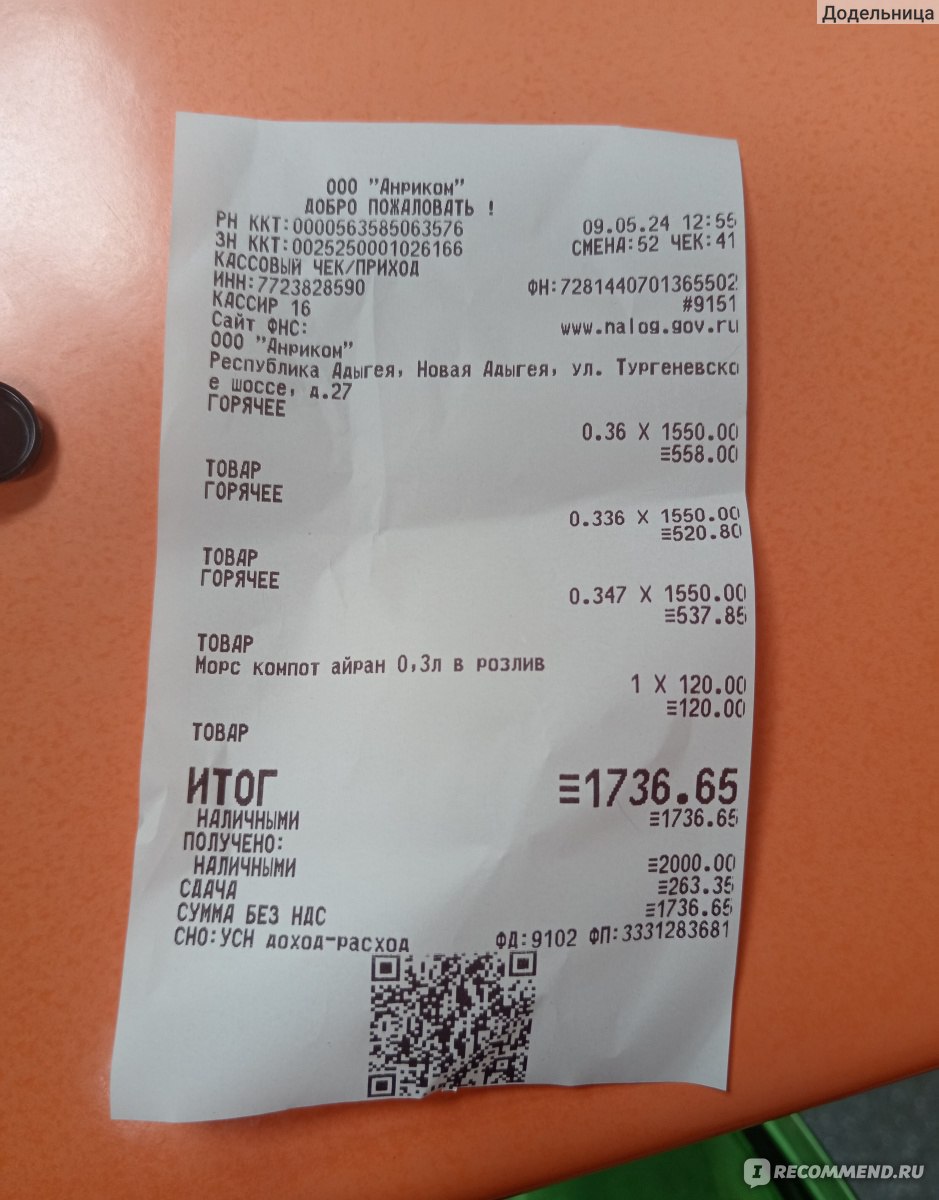 Додельница
ООО "Анриком"
ДОБРО ПОЖАЛОВАТЬ !
РН ККТ:0000563585063576 09.05.24 12:55
ЗН ККТ:0025250001026166 СМЕНА:52 ЧЕК:41
КАССОВЫЙ ЧЕК/ПРИХОД
ИНН:7723828590 ФН:7281440701365502
КАССИР 16 #9151
Сайт ФНС: www.nalog.gov.ru
ООО "Анриком"
Республика Адыгея, Новая Адыгея, ул. Тургеневско
е шоссе, д.27
ГОРЯЧЕЕ
0.36 X 1550.00
≡558.00
ТОВАР
ГОРЯЧЕЕ
0.336 X 1550.00
≡520.80
ТОВАР
ГОРЯЧЕЕ
0.347 X 1550.00
≡537.85
ТОВАР
Морс компот айран 0,3л в розлив
1 X 120.00
≡120.00
ТОВАР
ИТОГ ≡1736.65
НАЛИЧНЫМИ ≡1736.65
ПОЛУЧЕНО:
НАЛИЧНЫМИ ≡2000.00
СДАЧА ≡263.35
СУММА БЕЗ НДС ≡1736.65
СНО:УСН доход-расход ФД:9102 ФП:3331283681
IRECOMMEND.RU